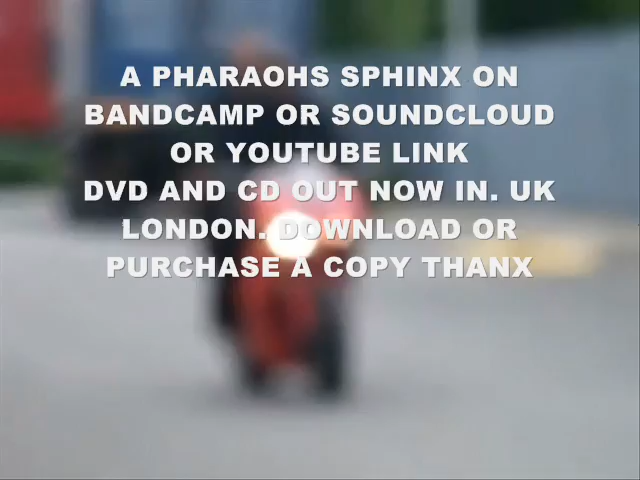 A PHARAOHS SPHINX ON
BANDCAMP OR SOUNDCLOUD
OR YOUTUBE LINK
DVD AND CD OUT NOW IN. UK
LONDON. DOWNLOAD OR
PURCHASE A COPY THANX